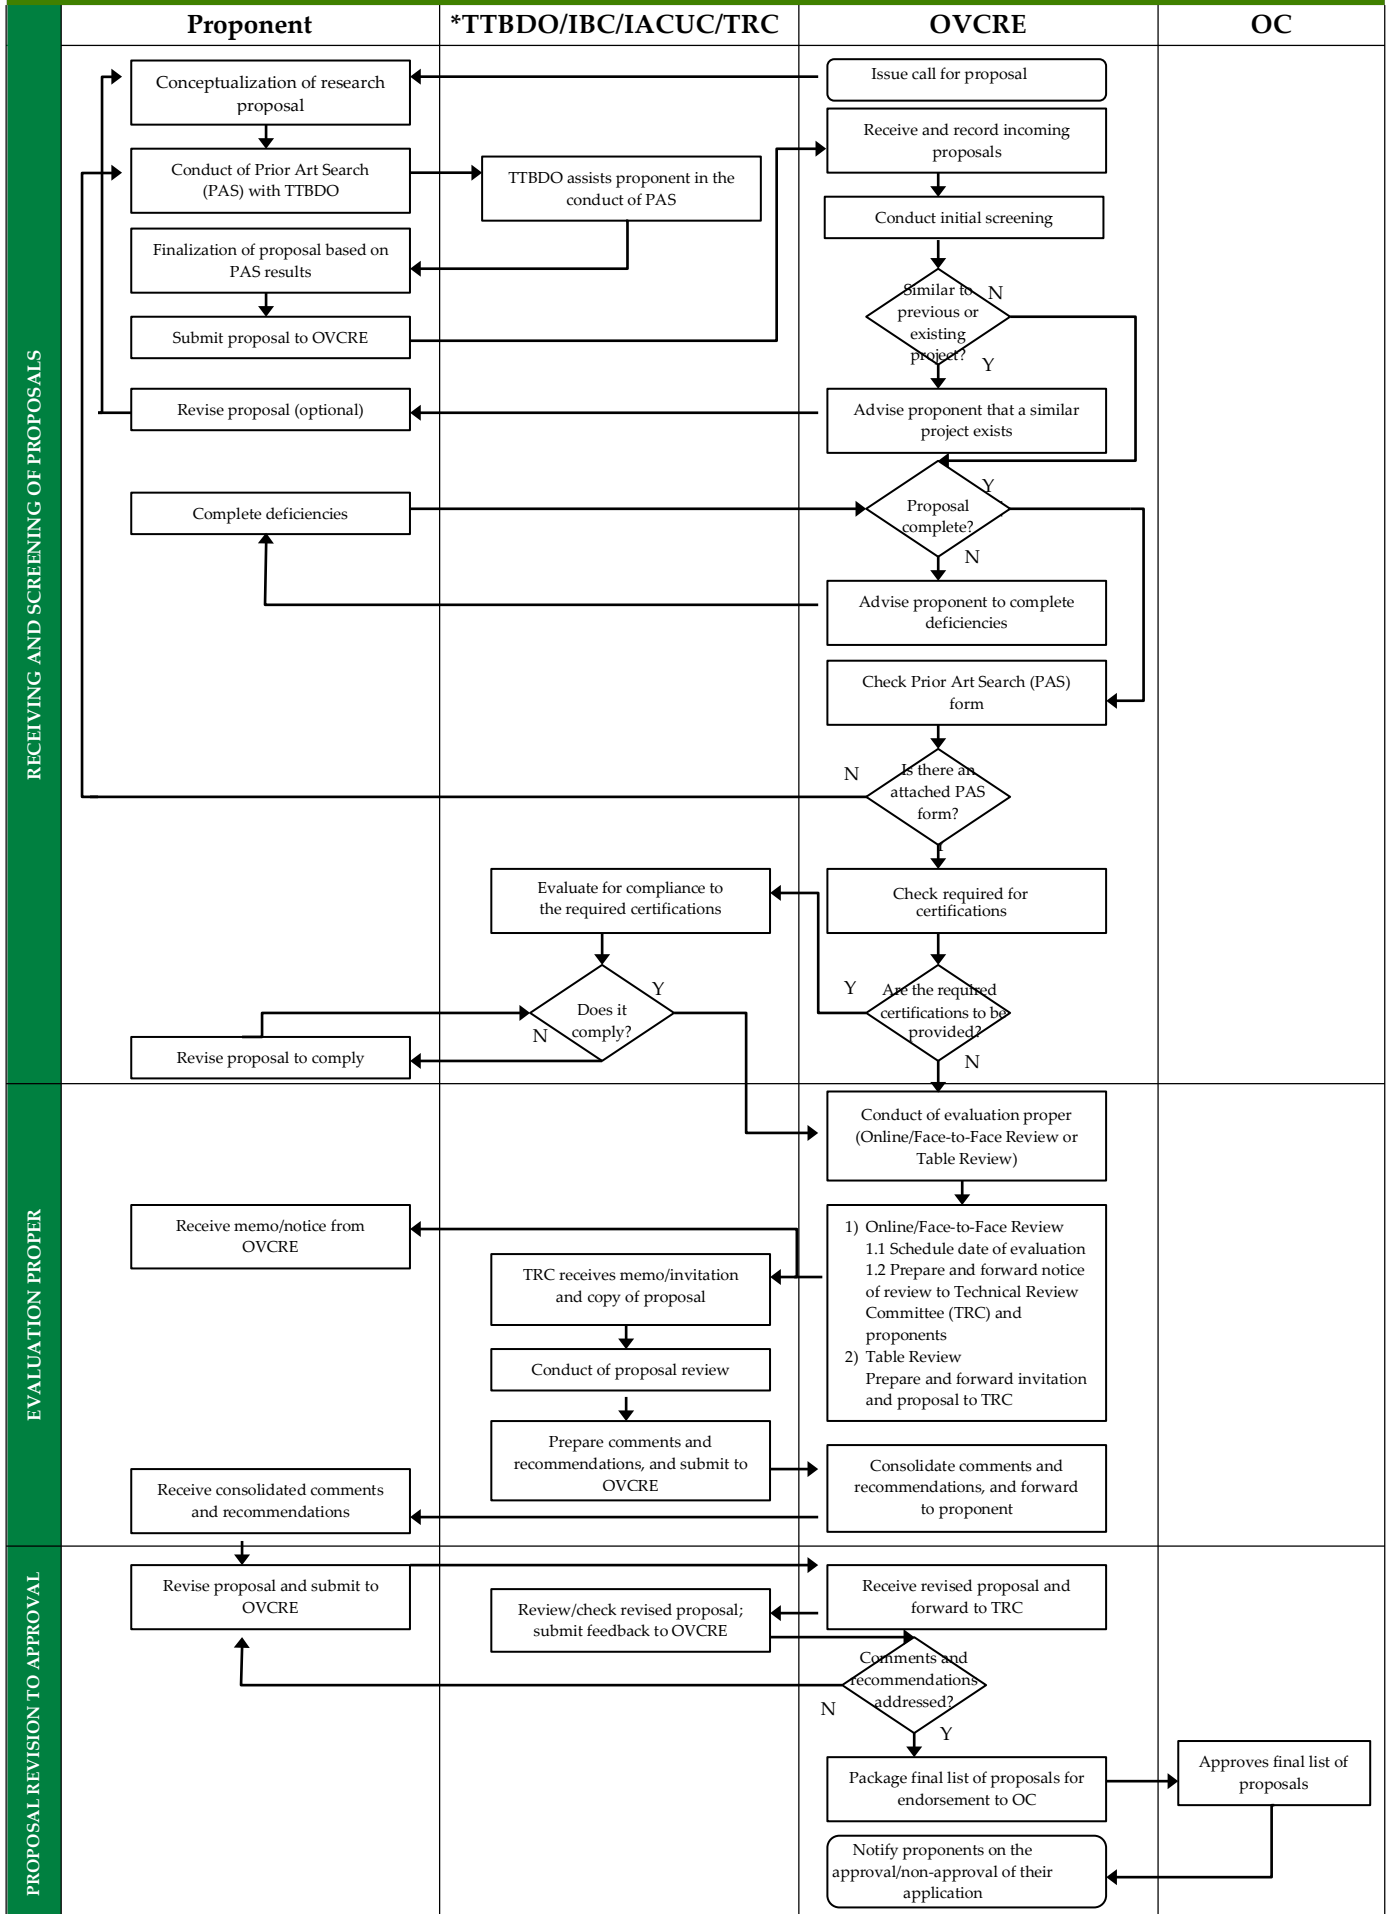 Proponent
*TTBDO/IBC/IACUC/TRC
OVCRE
OC
RECEIVING AND SCREENING OF PROPOSALS
Conceptualization of research
proposal
Issue call for proposal
Receive and record incoming
proposals
Conduct of Prior Art Search
(PAS) with TTBDO
TTBDO assists proponent in the
conduct of PAS
Conduct initial screening
Finalization of proposal based on
PAS results
Similar to
previous or
existing
project?
N
Y
Submit proposal to OVCRE
Revise proposal (optional)
Advise proponent that a similar
project exists
Complete deficiencies
Proposal
complete?
Y
N
Advise proponent to complete
deficiencies
Check Prior Art Search (PAS)
form
N
Is there an
attached PAS
form?
Y
Evaluate for compliance to
the required certifications
Check required for
certifications
Does it
comply?
Y
N
Y
Are the required
certifications to be
provided?
N
Revise proposal to comply
EVALUATION PROPER
Conduct of evaluation proper
(Online/Face-to-Face Review or
Table Review)
Receive memo/notice from
OVCRE
TRC receives memo/invitation
and copy of proposal
1) Online/Face-to-Face Review
1.1 Schedule date of evaluation
1.2 Prepare and forward notice
of review to Technical Review
Committee (TRC) and
proponents
2) Table Review
Prepare and forward invitation
and proposal to TRC
Conduct of proposal review
Prepare comments and
recommendations, and submit to
OVCRE
Consolidate comments and
recommendations, and forward
to proponent
Receive consolidated comments
and recommendations
PROPOSAL REVISION TO APPROVAL
Revise proposal and submit to
OVCRE
Review/check revised proposal;
submit feedback to OVCRE
Receive revised proposal and
forward to TRC
Comments and
recommendations
addressed?
N
Y
Package final list of proposals for
endorsement to OC
Approves final list of
proposals
Notify proponents on the
approval/non-approval of their
application